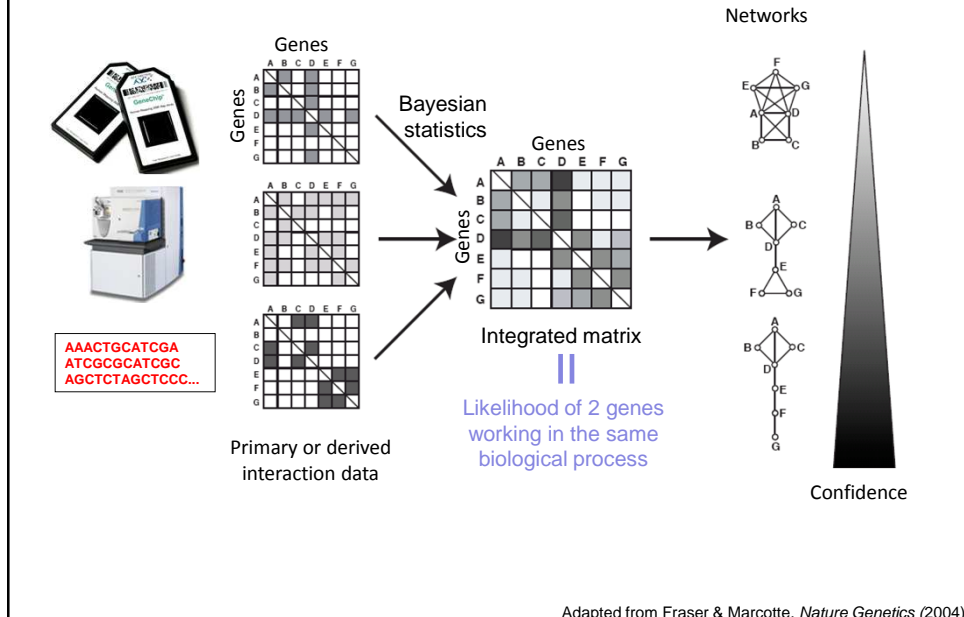 Networks
Genes
A B C D E F G
Genes
A
B
C
D
E
F
G
GeneChip
Bayesian
statistics
A B C D E F G
A
B
C
D
E
F
G
Genes
A B C D E F G
Genes
A
B
C
D
E
F
G
F
E G
A D
B C
A
B C
D
E
F G
AAACTGCATCGA
ATCGCGCATCGC
AGCTCTAGCTCCC...
A B C D E F G
A
B
C
D
E
F
G
Integrated matrix
Likelihood of 2 genes
working in the same
biological process
A
B C
D
E
F
G
Primary or derived
interaction data
Confidence
Adapted from Fraser & Marcotte, Nature Genetics (2004)